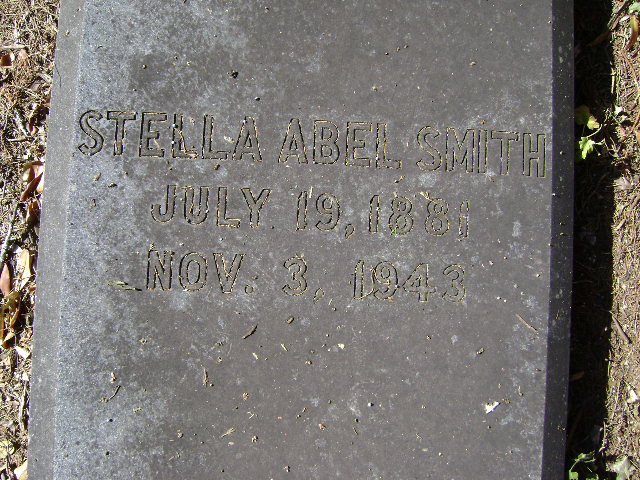 STELLA ABEL SMITH
JULY 19, 1881
NOV. 3, 1943